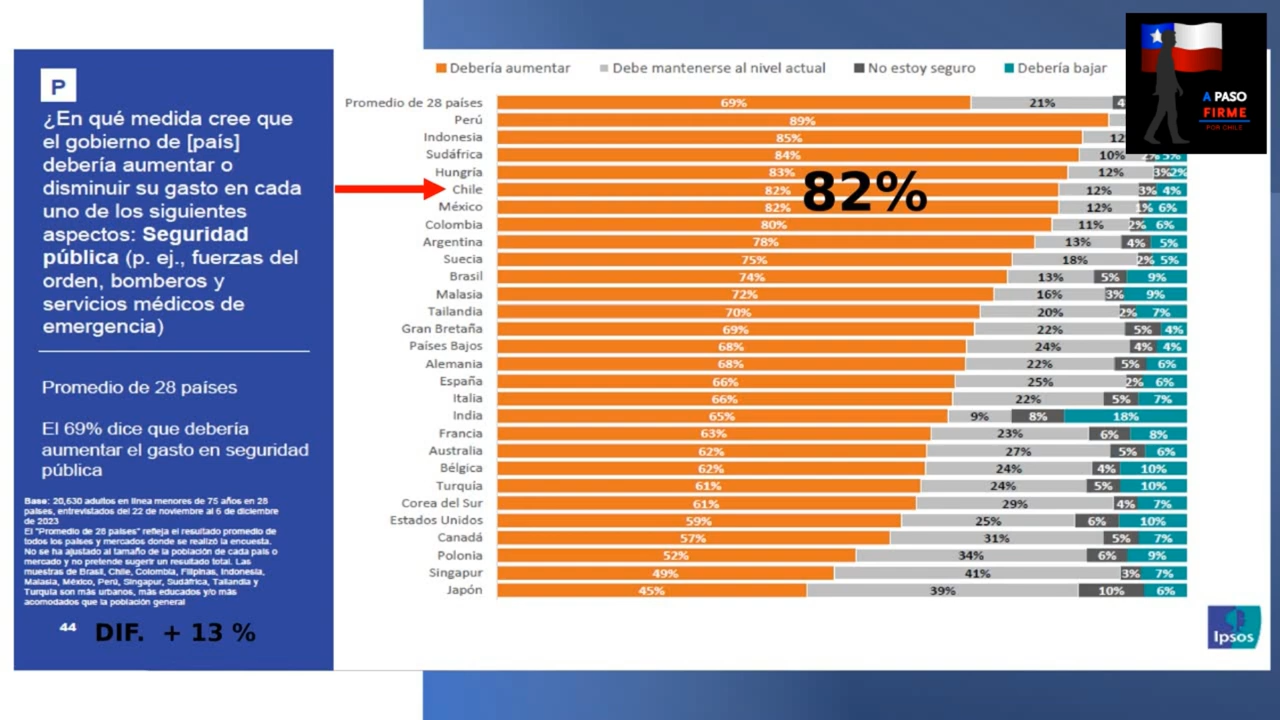 P
¿En qué medida cree que
el gobierno de [país]
debería aumentar o
disminuir su gasto en cada
uno de los siguientes
aspectos: Seguridad
pública (p. ej., fuerzas del
orden, bomberos y
servicios médicos de
emergencia)
Promedio de 28 países
El 69% dice que debería
aumentar el gasto en seguridad
pública
Base: 20,630 adultos en línea menores de 75 años en 28
países, entrevistados del 22 de noviembre al 6 de diciembre
de 2023
El "Promedio de 28 países" refleja el resultado promedio de
todos los países y mercados donde se realizó la encuesta.
No se ha ajustado al tamaño de la población de cada país o
mercado y no pretende sugerir un resultado total. Las
muestras de Brasil, Chile, Colombia, Filipinas, Indonesia,
Malasia, México, Perú, Singapur, Sudáfrica, Tailandia y
Turquía son más urbanos, más educados y/o más
acomodados que la población general
44 DIF. + 13 %
Debería aumentar Debe mantenerse al nivel actual No estoy seguro Debería bajar
Promedio de 28 países 69% 21% 4
Perú 89%
Indonesia 85% 12
Sudáfrica 84% 10% 2% 5%
Hungría 83% 12% 3% 2%
Chile 82% 12% 3% 4%
82%
México 82% 12% 1% 6%
Colombia 80% 11% 2% 6%
Argentina 78% 13% 4% 5%
Suecia 75% 18% 2% 5%
Brasil 74% 13% 5% 9%
Malasia 72% 16% 3% 9%
Tailandia 70% 20% 2% 7%
Gran Bretaña 69% 22% 5% 4%
Países Bajos 68% 24% 4% 4%
Alemania 68% 22% 5% 6%
España 66% 25% 2% 6%
Italia 66% 22% 5% 7%
India 65% 9% 8% 18%
Francia 63% 23% 6% 8%
Australia 62% 27% 5% 6%
Bélgica 62% 24% 4% 10%
Turquía 61% 24% 5% 10%
Corea del Sur 61% 29% 4% 7%
Estados Unidos 59% 25% 6% 10%
Canadá 57% 31% 5% 7%
Polonia 52% 34% 6% 9%
Singapur 49% 41% 3% 7%
Japón 45% 39% 10% 6%
A PASO
FIRME
POR CHILE
Ipsos